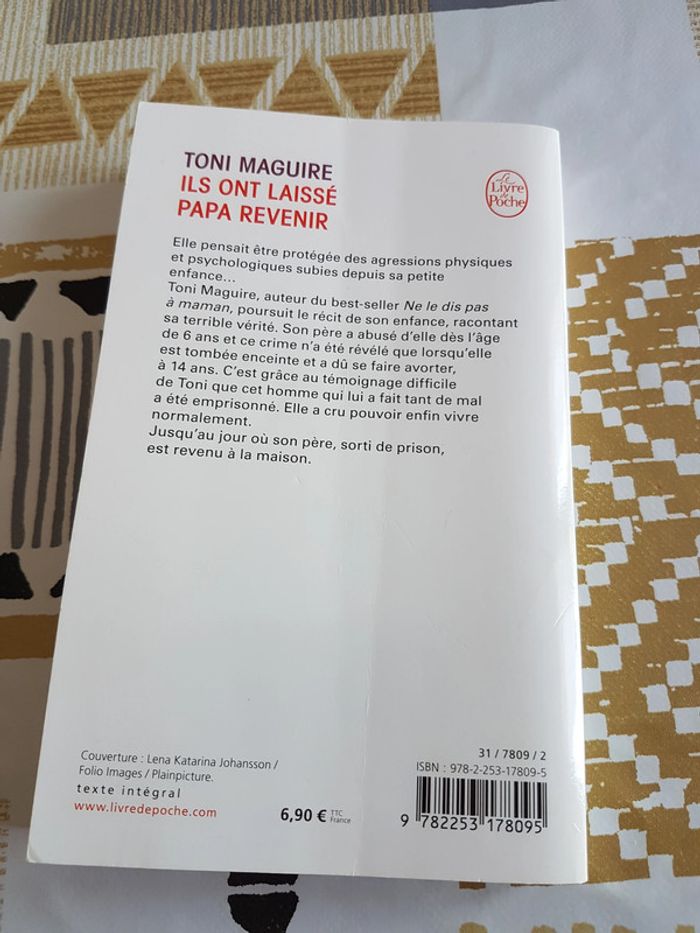 TONI MAGUIRE
ILS ONT LAISSÉ
PAPA REVENIR
Le
Livre
de
Poche
Elle pensait être protégée des agressions physiques
et psychologiques subies depuis sa petite
enfance...
Toni Maguire, auteur du best-seller Ne le dis pas
à maman, poursuit le récit de son enfance, racontant
sa terrible vérité. Son père a abusé d'elle dès l'âge
de 6 ans et ce crime n'a été révélé que lorsqu'elle
est tombée enceinte et a dû se faire avorter,
à 14 ans. C'est grâce au témoignage difficile
de Toni que cet homme qui lui a fait tant de mal
a été emprisonné. Elle a cru pouvoir enfin vivre
normalement.
Jusqu'au jour où son père, sorti de prison,
est revenu à la maison.
Couverture : Lena Katarina Johansson /
Folio Images / Plainpicture.
texte intégral
www.livredepoche.com
6,90 € TTC
France
31 / 7809 / 2
ISBN : 978-2-253-17809-5
9 782253 178095